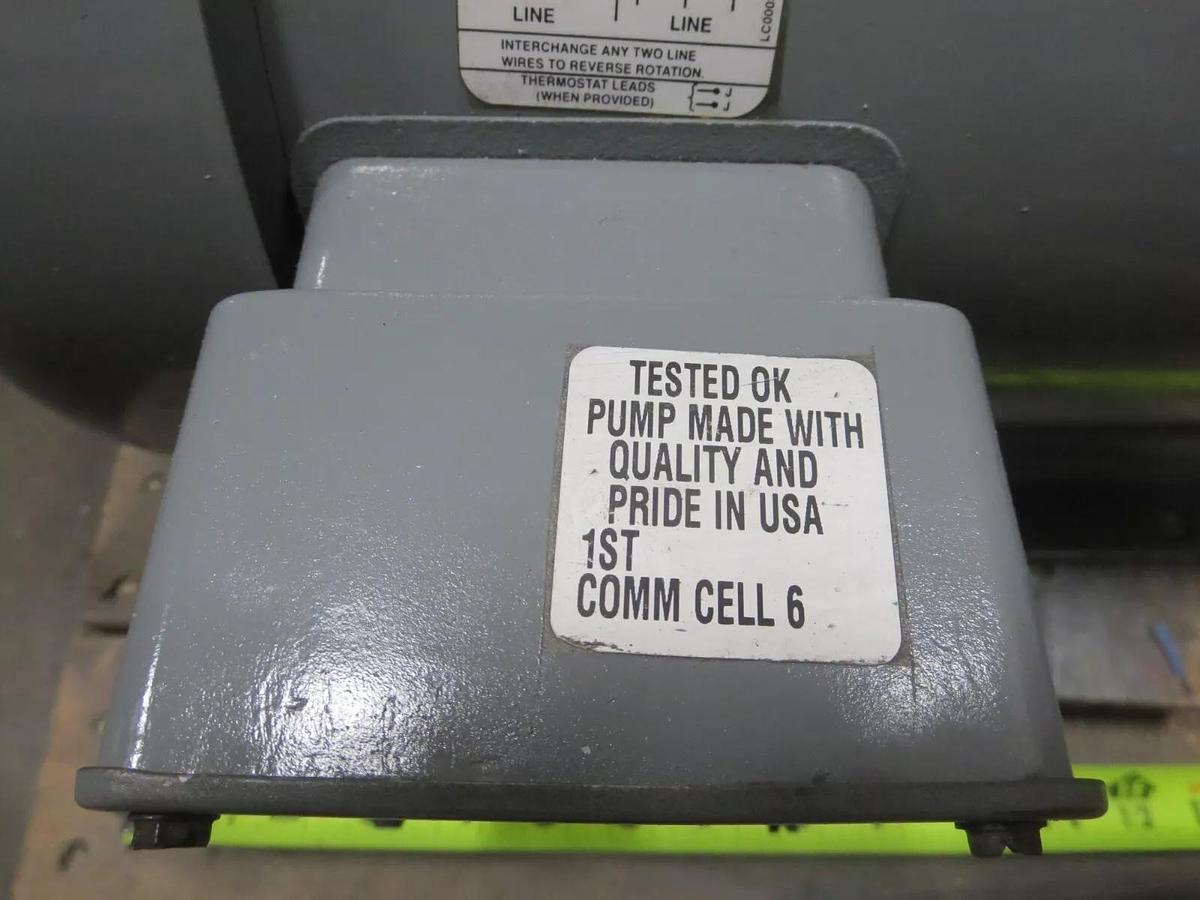 LINE LINE
LC000
INTERCHANGE ANY TWO LINE
WIRES TO REVERSE ROTATION.
THERMOSTAT LEADS
(WHEN PROVIDED)
J
J
TESTED OK
PUMP MADE WITH
QUALITY AND
PRIDE IN USA
1ST
COMM CELL 6